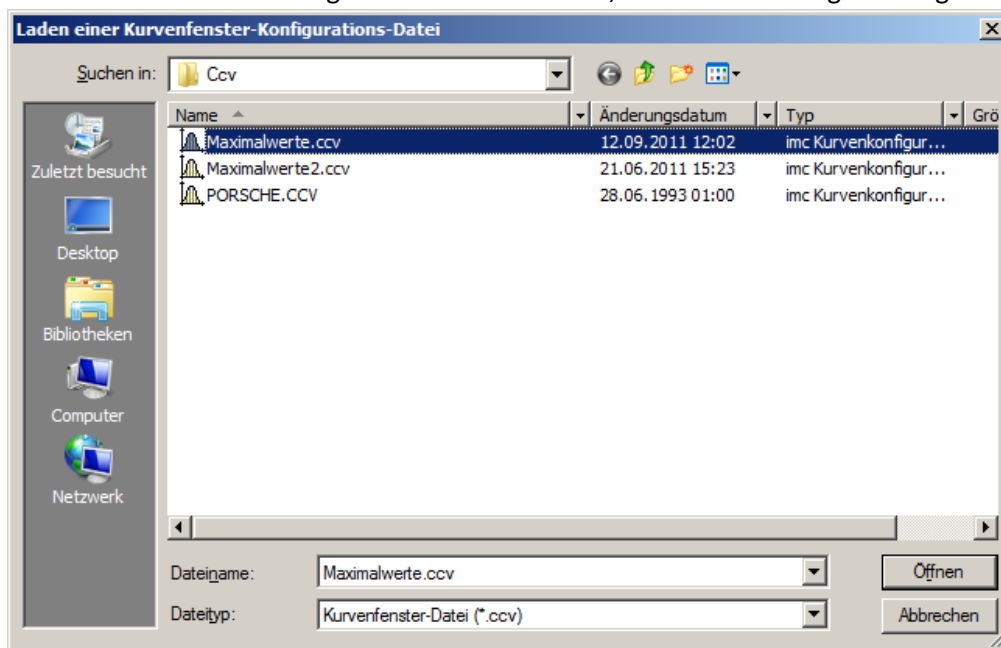 Laden einer Kurvenfenster-Konfigurations-Datei
Suchen in: Ccv
Name Änderungsdatum Typ Grö
Maximalwerte.ccv 12.09.2011 12:02 imc Kurvenkonfigur...
Maximalwerte2.ccv 21.06.2011 15:23 imc Kurvenkonfigur...
PORSCHE.CCV 28.06.1993 01:00 imc Kurvenkonfigur...
Zuletzt besucht
Desktop
Bibliotheken
Computer
Netzwerk
Dateiname: Maximalwerte.ccv Öffnen
Dateityp: Kurvenfenster-Datei (*.ccv) Abbrechen